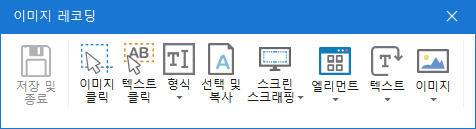 이미지 레코딩
저장 및 종료
이미지 클릭
텍스트 클릭
형식
선택 및 복사
스크린 스크래핑
엘리먼트
텍스트
이미지